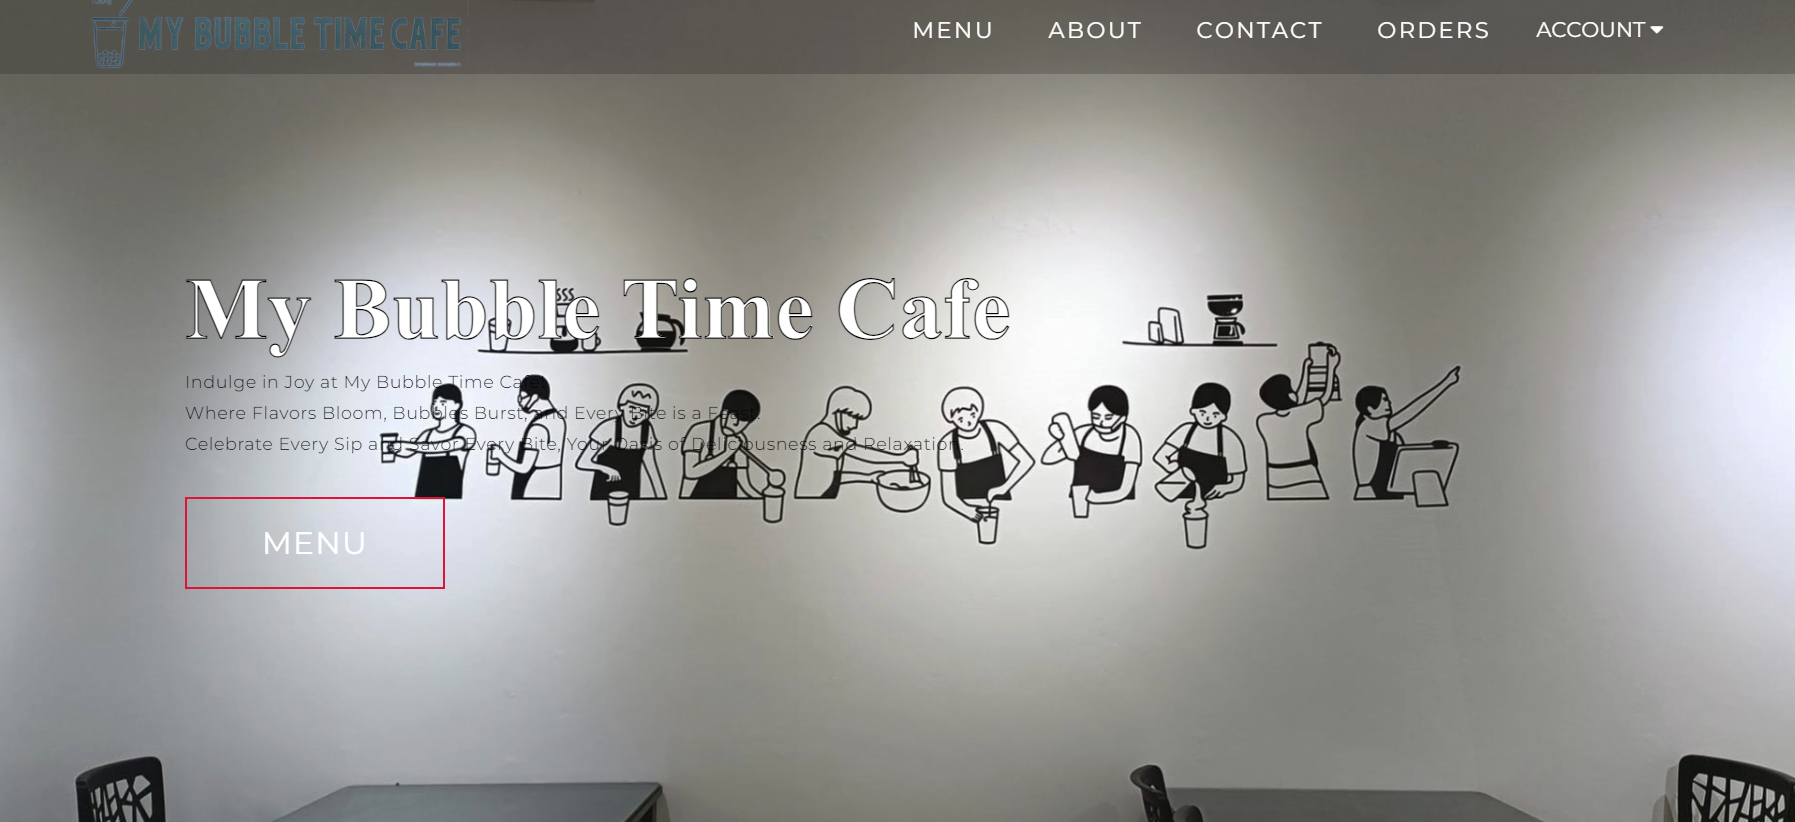 MY BUBBLE TIME CAFE
MENU ABOUT CONTACT ORDERS ACCOUNT
My Bubble Time Cafe
Indulge in Joy at My Bubble Time Cafe!
Where Flavors Bloom, Bubbles Burst, and Every Bite is a Feast.
Celebrate Every Sip and Savor Every Bite, Your Oasis of Deliciousness and Relaxation.
MENU